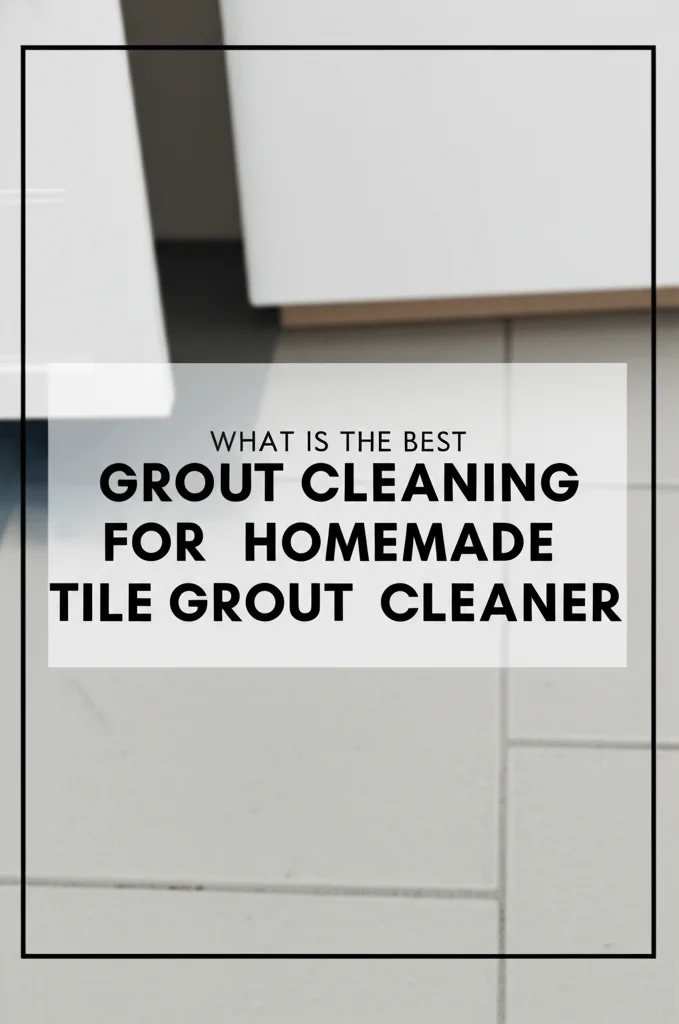 WHAT IS THE BEST
GROUT CLEANING
FOR HOMEMADE
TILE GROUT CLEANER